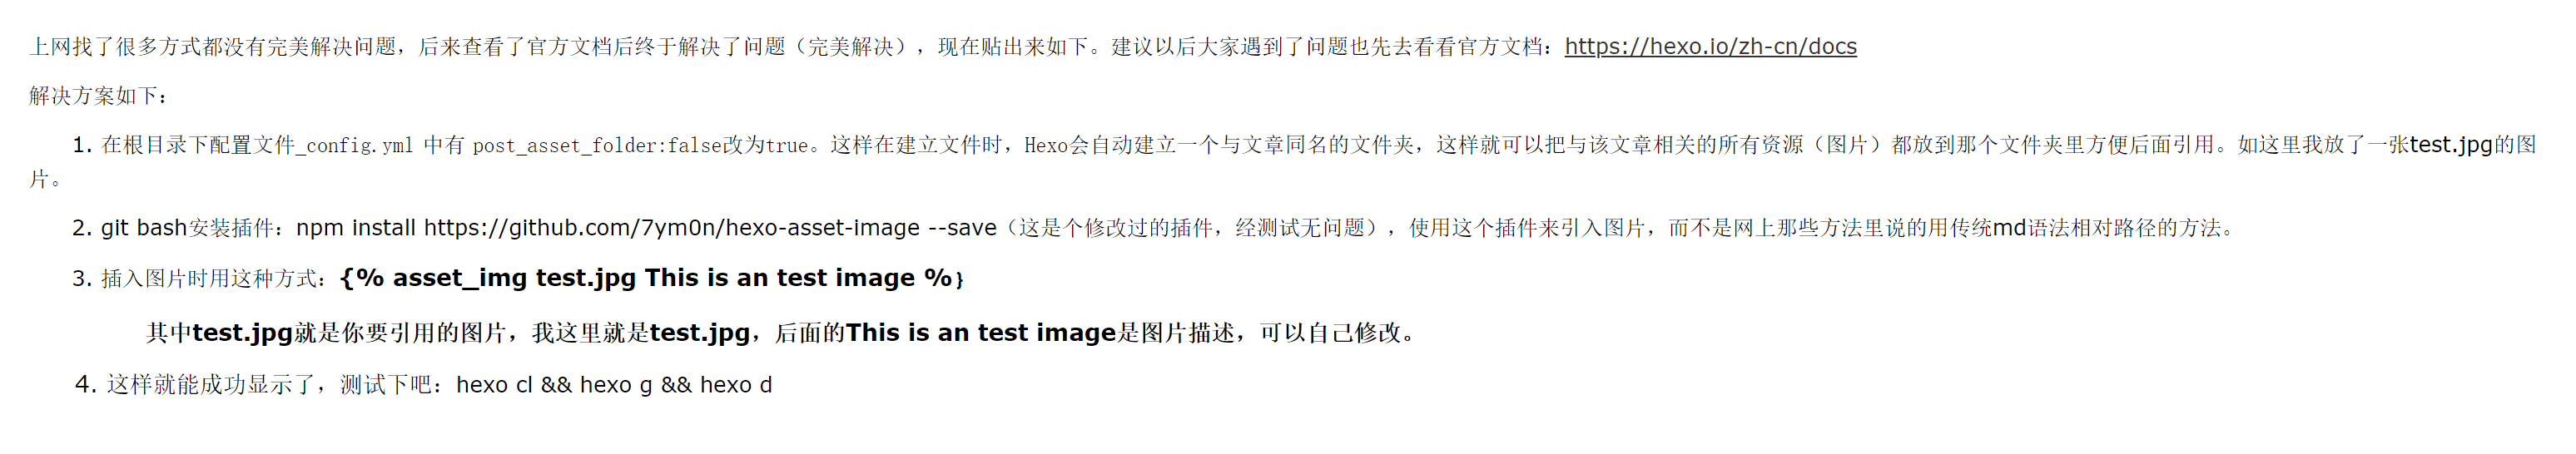 上网找了很多方式都没有完美解决问题，后来查看了官方文档后终于解决了问题（完美解决），现在贴出来如下。建议以后大家遇到了问题也先去看看官方文档：https://hexo.io/zh-cn/docs
解决方案如下：
1. 在根目录下配置文件_config.yml 中有 post_asset_folder:false改为true。这样在建立文件时，Hexo会自动建立一个与文章同名的文件夹，这样就可以把与该文章相关的所有资源（图片）都放到那个文件夹里方便后面引用。如这里我放了一张test.jpg的图
片。
2. git bash安装插件：npm install https://github.com/7ym0n/hexo-asset-image --save（这是个修改过的插件，经测试无问题），使用这个插件来引入图片，而不是网上那些方法里说的用传统md语法相对路径的方法。
3. 插入图片时用这种方式：{% asset_img test.jpg This is an test image %}
其中test.jpg就是你要引用的图片，我这里就是test.jpg，后面的This is an test image是图片描述，可以自己修改。
4. 这样就能成功显示了，测试下吧：hexo cl && hexo g && hexo d